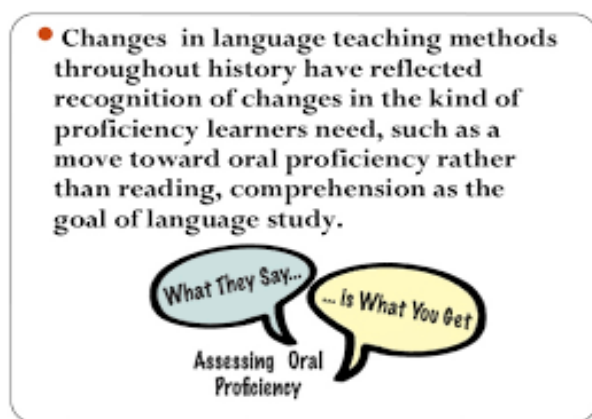 Changes in language teaching methods
throughout history have reflected
recognition of changes in the kind of
proficiency learners need, such as a
move toward oral proficiency rather
than reading, comprehension as the
goal of language study.
What They Say...
... is What You Get
Assessing Oral
Proficiency